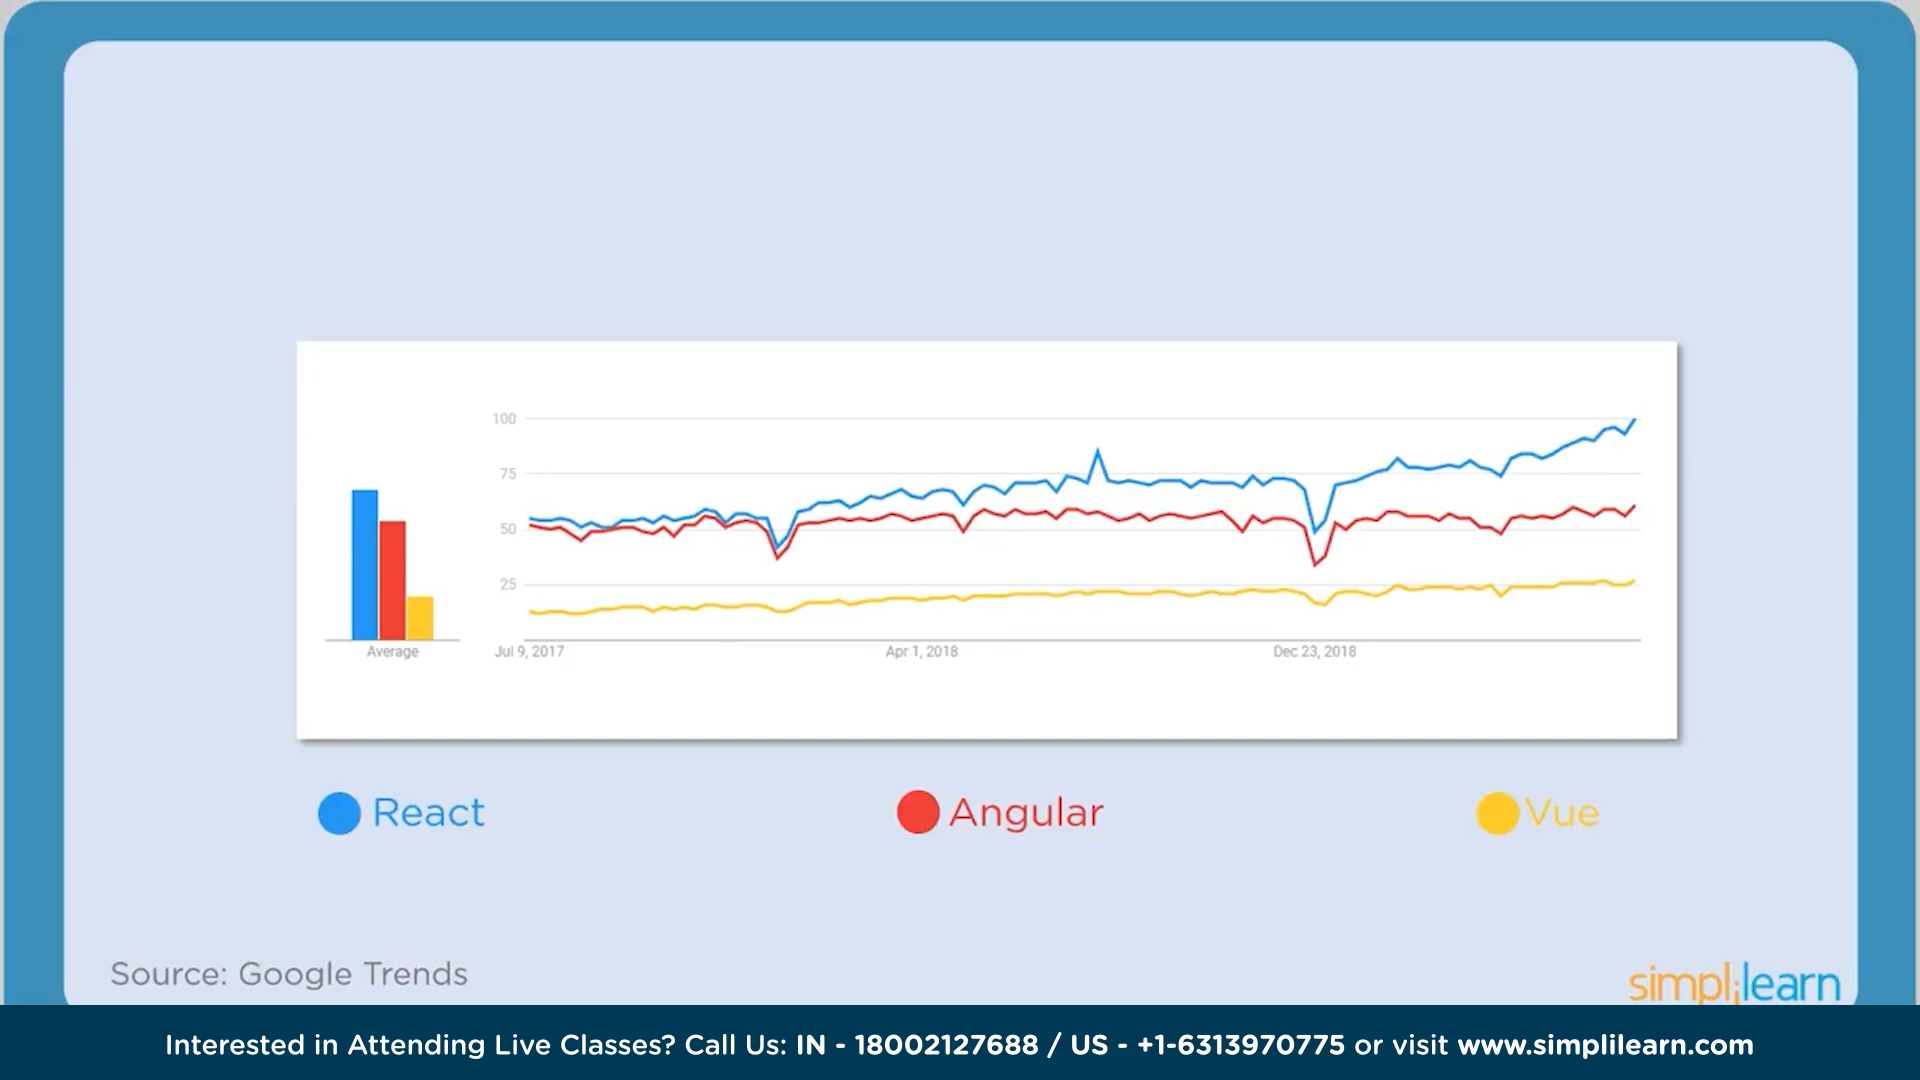 100
75
50
25
Average
Jul 9, 2017
Apr 1, 2018
Dec 23, 2018
React
Angular
Vue
Source: Google Trends
simplilearn
Interested in Attending Live Classes? Call Us: IN - 18002127688 / US - +1-6313970775 or visit www.simplilearn.com